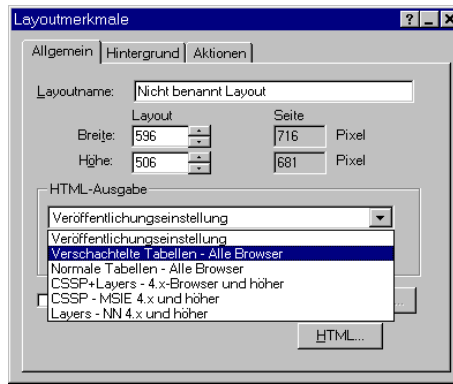 Layoutmerkmale
Allgemein Hintergrund Aktionen
Layoutname: Nicht benannt Layout
Layout Seite
Breite: 596 716 Pixel
Höhe: 506 681 Pixel
HTML-Ausgabe
Veröffentlichungseinstellung
Veröffentlichungseinstellung
Verschachtelte Tabellen - Alle Browser
Normale Tabellen - Alle Browser
CSSP+Layers - 4.x-Browser und höher
CSSP - MSIE 4.x und höher
Layers - NN 4.x und höher
HTML...